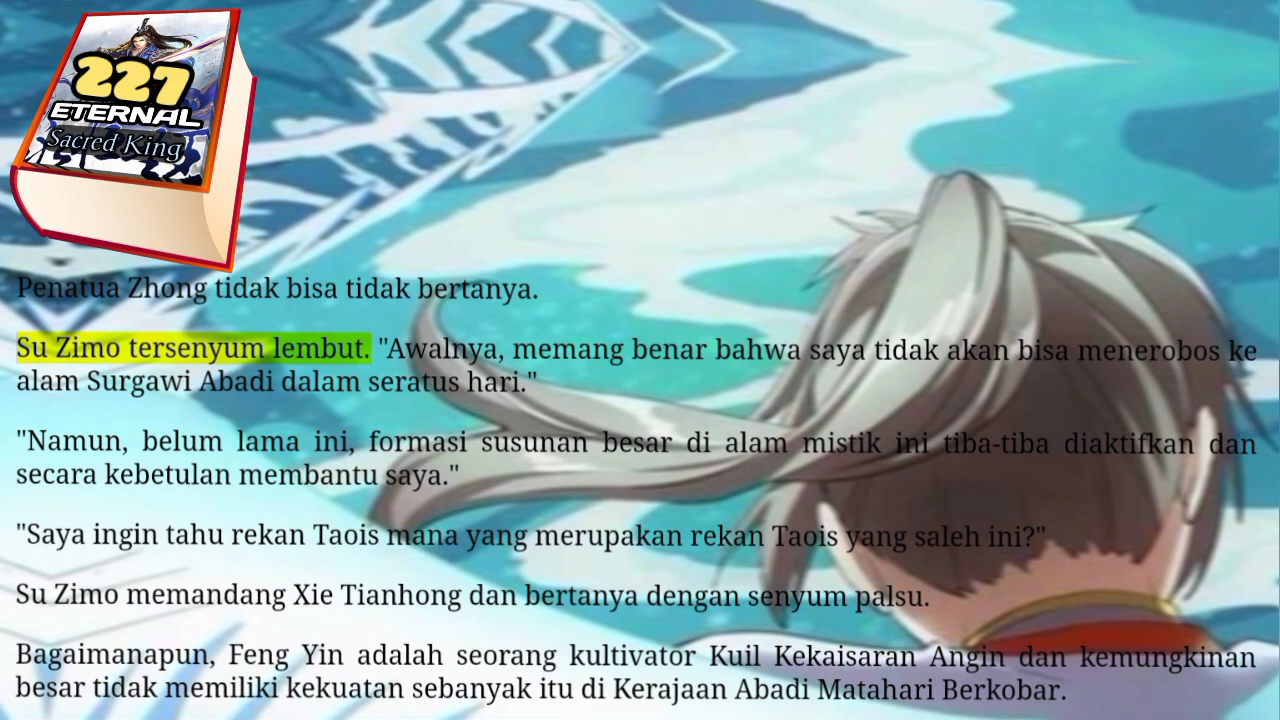 227
ETERNAL
Sacred King
Penatua Zhong tidak bisa tidak bertanya.
Su Zimo tersenyum lembut. "Awalnya, memang benar bahwa saya tidak akan bisa menerobos ke
alam Surgawi Abadi dalam seratus hari."
"Namun, belum lama ini, formasi susunan besar di alam mistik ini tiba-tiba diaktifkan dan
secara kebetulan membantu saya."
"Saya ingin tahu rekan Taois mana yang merupakan rekan Taois yang saleh ini?"
Su Zimo memandang Xie Tianhong dan bertanya dengan senyum palsu.
Bagaimanapun, Feng Yin adalah seorang kultivator Kuil Kekaisaran Angin dan kemungkinan
besar tidak memiliki kekuatan sebanyak itu di Kerajaan Abadi Matahari Berkobar.